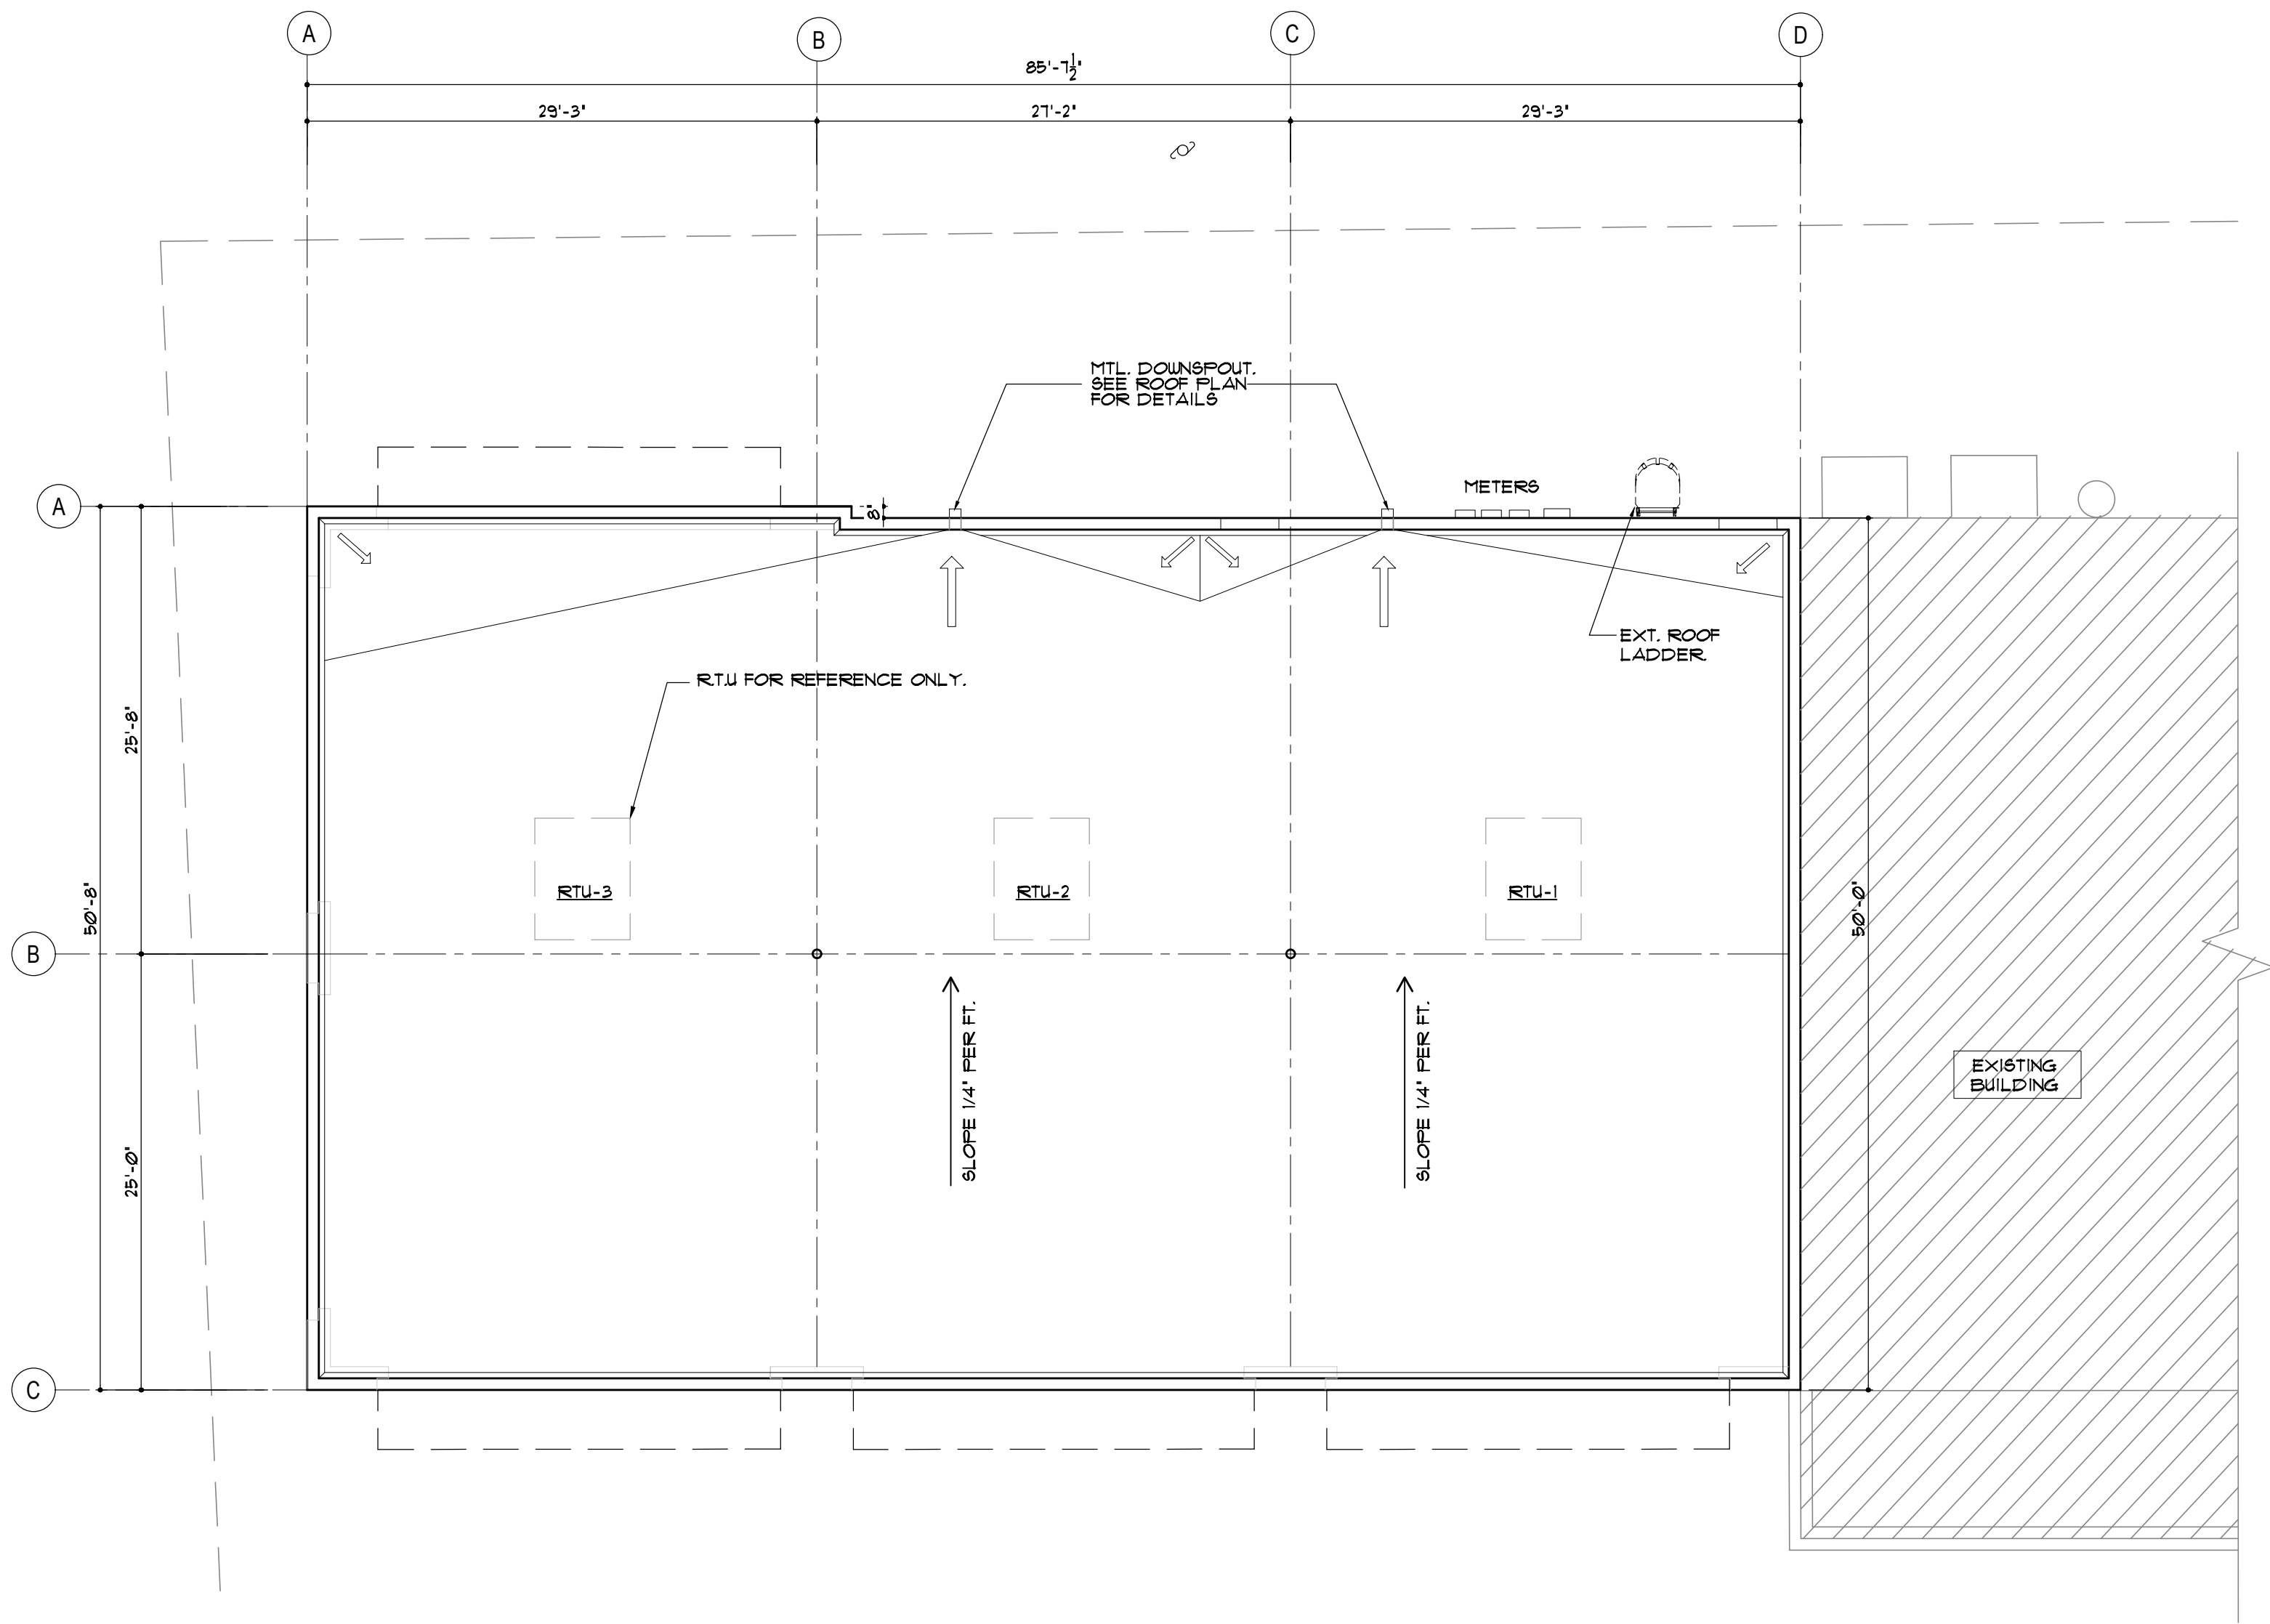 A
B
C
D
85'-7 1/2"
29'-3"
27'-2"
29'-3"
MTL. DOWNSPOUT.
SEE ROOF PLAN
FOR DETAILS
METERS
A
8"
EXT. ROOF
LADDER
R.T.U FOR REFERENCE ONLY.
25'-8"
50'-8"
RTU-3
RTU-2
RTU-1
50'-0"
B
SLOPE 1/4" PER FT.
SLOPE 1/4" PER FT.
EXISTING
BUILDING
25'-0"
C